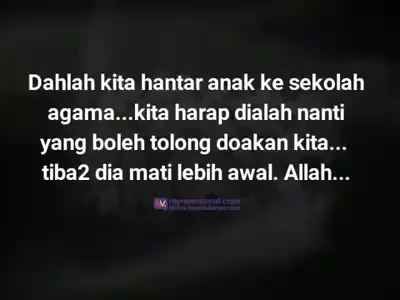 Dahlah kita hantar anak ke sekolah
agama...kita harap dialah nanti
yang boleh tolong doakan kita...
tiba2 dia mati lebih awal. Allah...